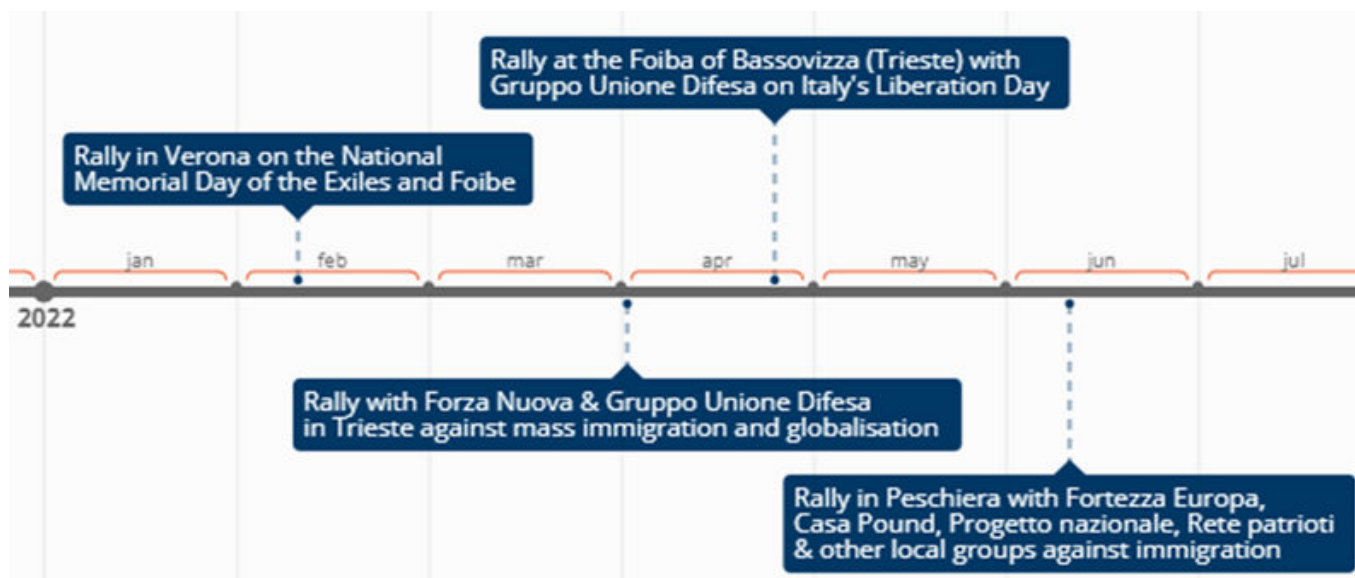 Rally at the Foiba of Bassovizza (Trieste) with
Gruppo Unione Difesa on Italy's Liberation Day
Rally in Verona on the National
Memorial Day of the Exiles and Foibe
jan
feb
mar
apr
may
jun
jul
2022
Rally with Forza Nuova & Gruppo Unione Difesa
in Trieste against mass immigration and globalisation
Rally in Peschiera with Fortezza Europa,
Casa Pound, Progetto nazionale, Rete patrioti
& other local groups against immigration